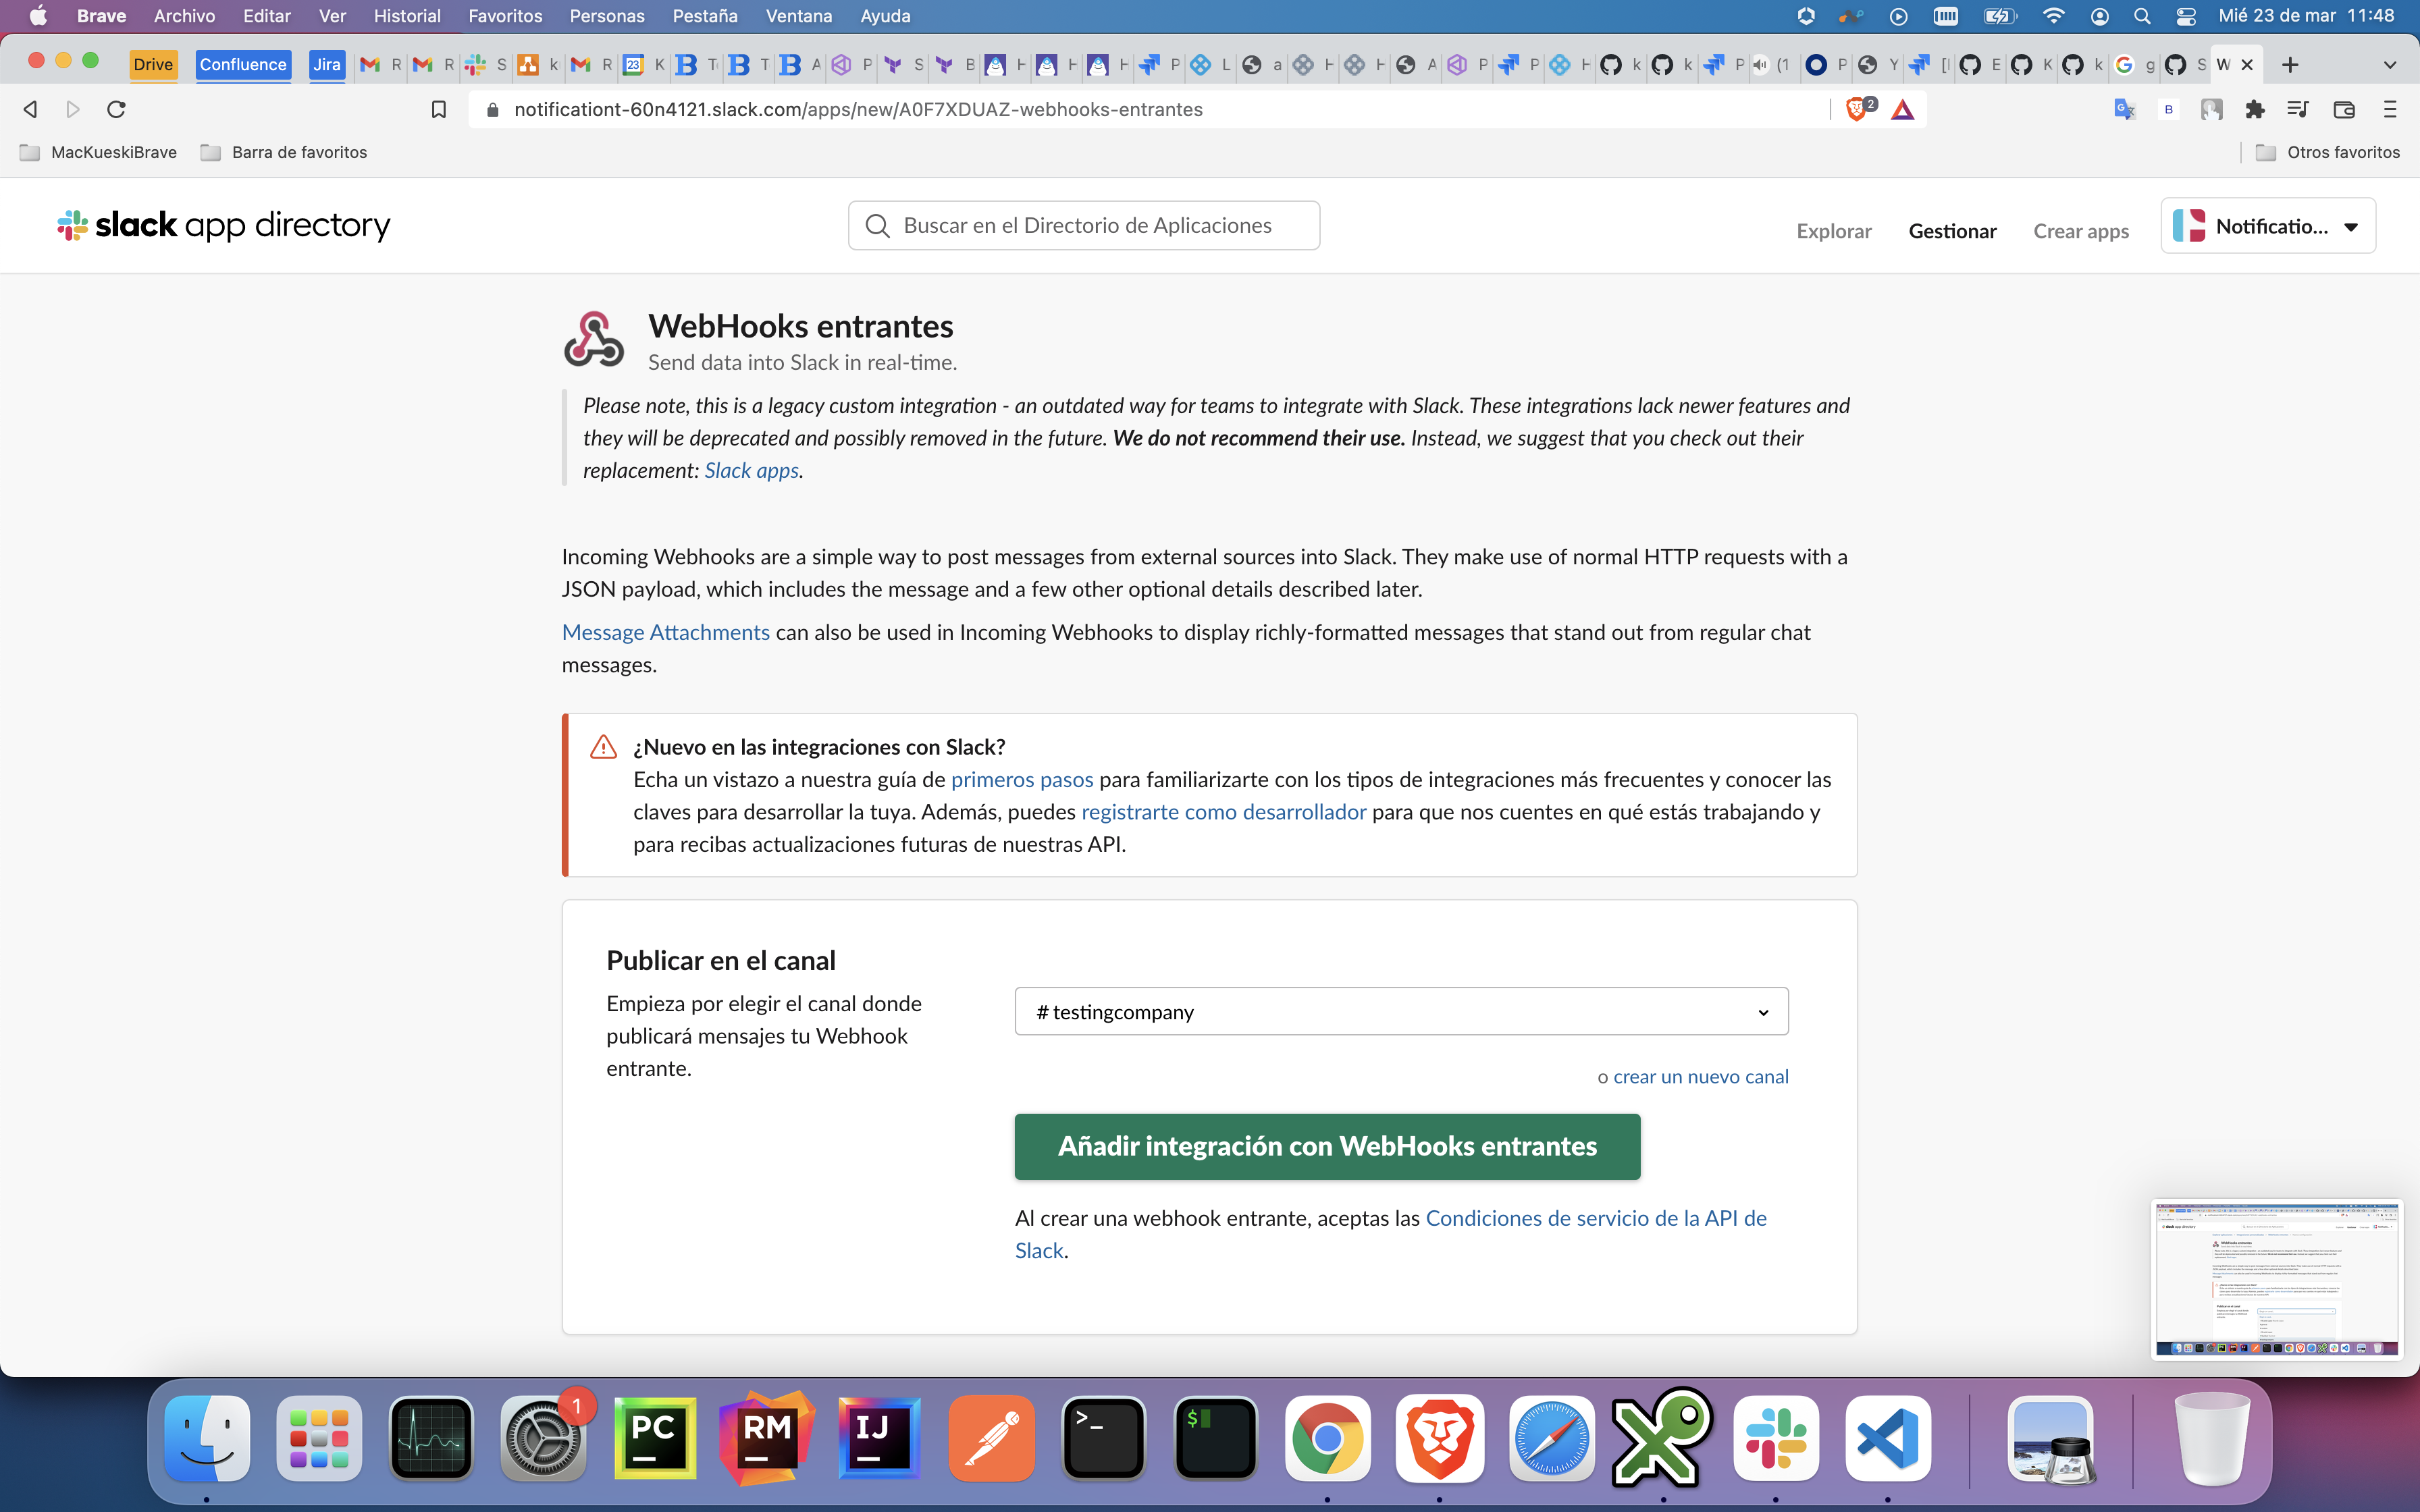 Brave Archivo Editar Ver Historial Favoritos Personas Pestaña Ventana Ayuda Mié 23 de mar 11:48
Drive Confluence Jira R R S k R 23 K T T A P S B H H H P L a H H A P P H k k P (1 P Y [I E K k g S W
notificationt-60n4121.slack.com/apps/new/A0F7XDUAZ-webhooks-entrantes 2
MacKueskiBrave Barra de favoritos Otros favoritos
slack app directory Buscar en el Directorio de Aplicaciones Explorar Gestionar Crear apps Notificatio...
WebHooks entrantes
Send data into Slack in real-time.
Please note, this is a legacy custom integration - an outdated way for teams to integrate with Slack. These integrations lack newer features and
they will be deprecated and possibly removed in the future. We do not recommend their use. Instead, we suggest that you check out their
replacement: Slack apps.
Incoming Webhooks are a simple way to post messages from external sources into Slack. They make use of normal HTTP requests with a
JSON payload, which includes the message and a few other optional details described later.
Message Attachments can also be used in Incoming Webhooks to display richly-formatted messages that stand out from regular chat
messages.
¿Nuevo en las integraciones con Slack?
Echa un vistazo a nuestra guía de primeros pasos para familiarizarte con los tipos de integraciones más frecuentes y conocer las
claves para desarrollar la tuya. Además, puedes registrarte como desarrollador para que nos cuentes en qué estás trabajando y
para recibas actualizaciones futuras de nuestras API.
Publicar en el canal
Empieza por elegir el canal donde
publicará mensajes tu Webhook
entrante.
# testingcompany
o crear un nuevo canal
Añadir integración con WebHooks entrantes
Al crear una webhook entrante, aceptas las Condiciones de servicio de la API de
Slack.
1 PC RM IJ >_ $